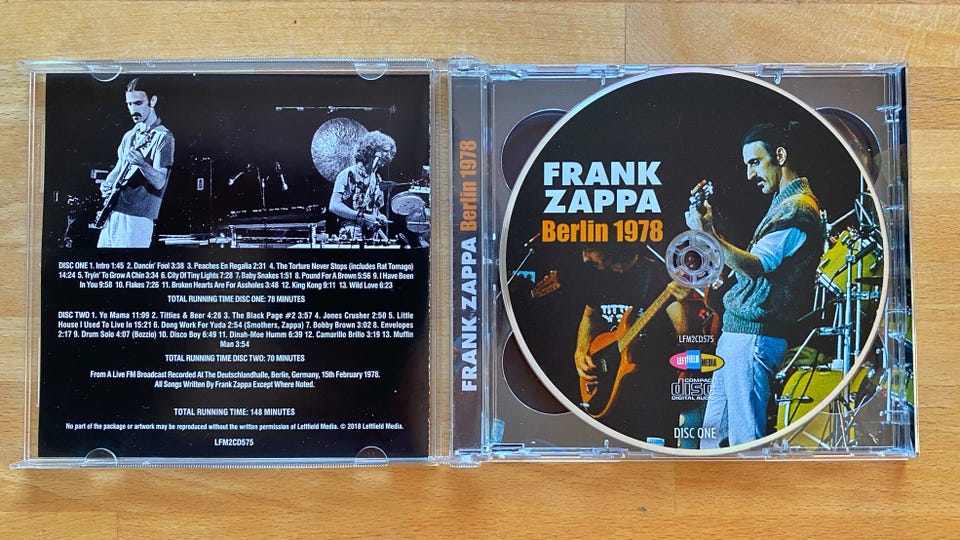 DISC ONE 1. Intro 1:45 2. Dancin' Fool 3:38 3. Peaches En Regalia 2:31 4. The Torture Never Stops (includes Rat Tomago)
14:24 5. Tryin' To Grow A Chin 3:34 6. City Of Tiny Lights 7:28 7. Baby Snakes 1:51 8. Pound For A Brown 5:56 9. I Have Been
In You 9:58 10. Flakes 7:26 11. Broken Hearts Are For Assholes 3:48 12. King Kong 9:11 13. Wild Love 6:23
TOTAL RUNNING TIME DISC ONE: 78 MINUTES
DISC TWO 1. Yo Mama 11:09 2. Titties & Beer 4:26 3. The Black Page #2 3:57 4. Jones Crusher 2:50 5. Little
House I Used To Live In 15:21 6. Dong Work For Yuda 2:54 (Smothers, Zappa) 7. Bobby Brown 3:02 8. Envelopes
2:17 9. Drum Solo 4:07 (Bozzio) 10. Disco Boy 6:49 11. Dinah-Moe Humm 6:39 12. Camarillo Brillo 3:19 13. Muffin
Man 3:54
TOTAL RUNNING TIME DISC TWO: 70 MINUTES
From A Live FM Broadcast Recorded At The Deutschlandhalle, Berlin, Germany, 15th February 1978.
All Songs Written By Frank Zappa Except Where Noted.
TOTAL RUNNING TIME: 148 MINUTES
No part of the package or artwork may be reproduced without the written permission of Leftfield Media. © 2018 Leftfield Media.
LFM2CD575
FRANK ZAPPA Berlin 1978
FRANK
ZAPPA
Berlin 1978
LFM2CD575
LEFTFIELD MEDIA
COMPACT
disc
DIGITAL AUDIO
DISC ONE